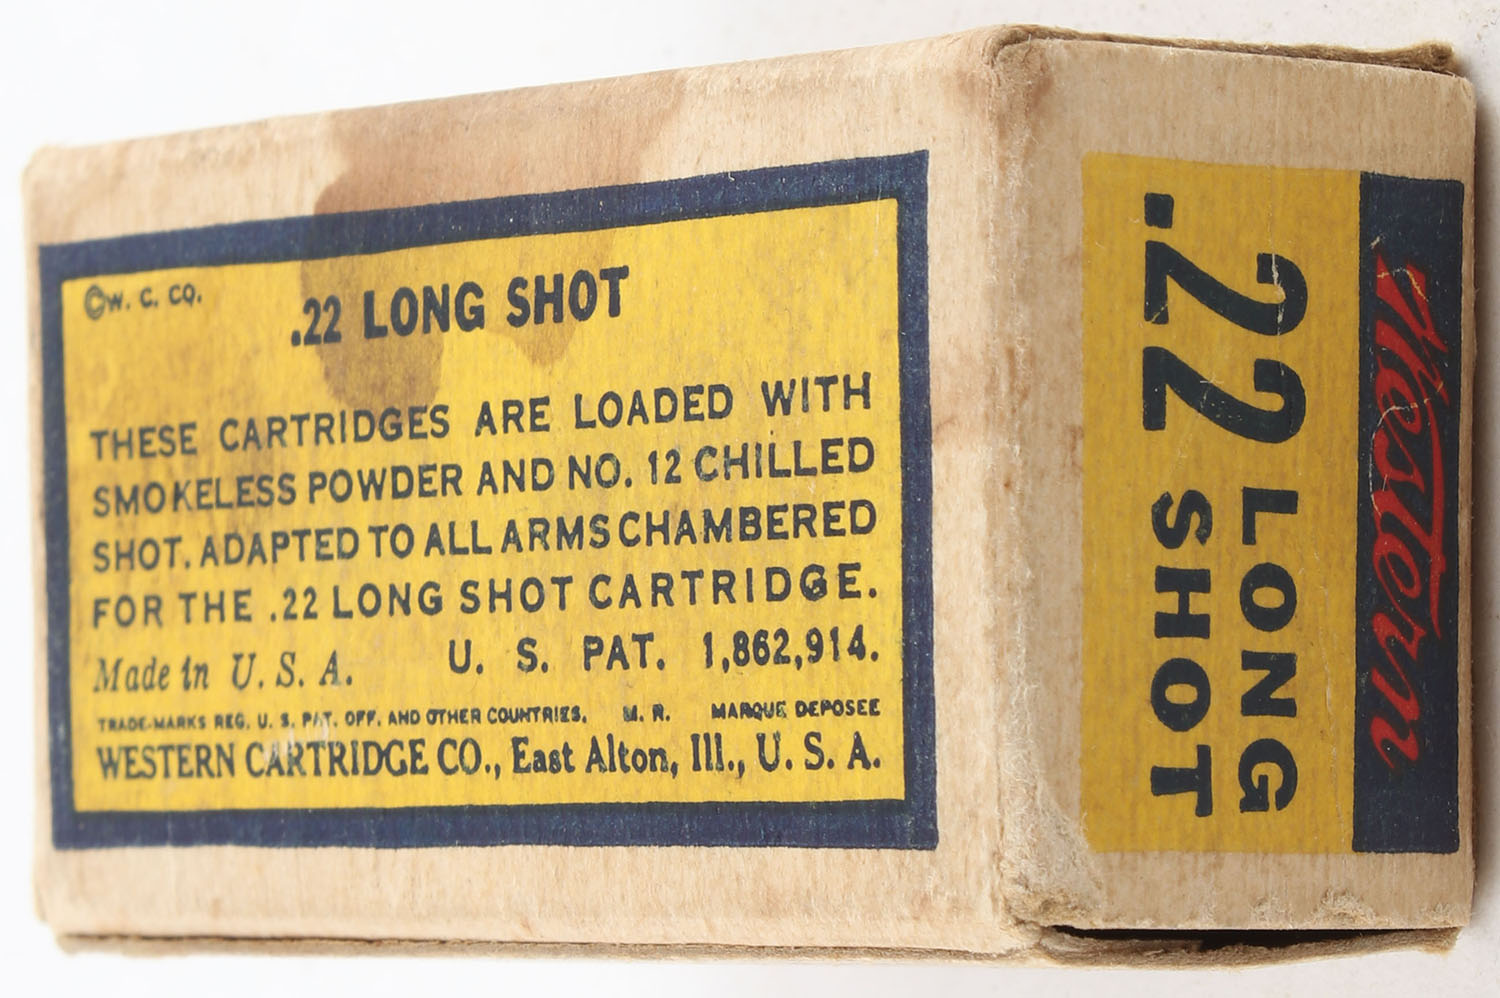 ©W. C. CO.
.22 LONG SHOT
THESE CARTRIDGES ARE LOADED WITH
SMOKELESS POWDER AND NO. 12 CHILLED
SHOT. ADAPTED TO ALL ARMS CHAMBERED
FOR THE .22 LONG SHOT CARTRIDGE.
Made in U. S. A. U. S. PAT. 1,862,914.
TRADE-MARKS REG. U. S. PAT. OFF. AND OTHER COUNTRIES. M. R. MARQUE DEPOSEE
WESTERN CARTRIDGE CO., East Alton, Ill., U. S. A.
Western
22 LONG
.22 SHOT